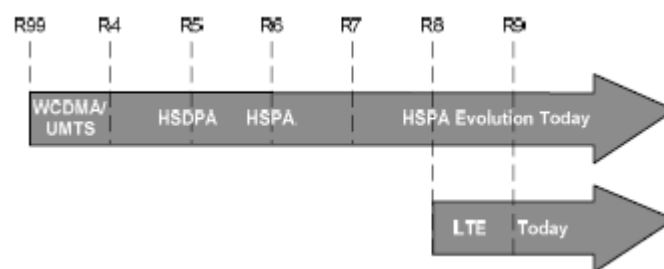 R99 R4 R5 R6 R7 R8 R9
WCDMA/
UMTS
HSDPA HSPA HSPA Evolution Today
LTE Today